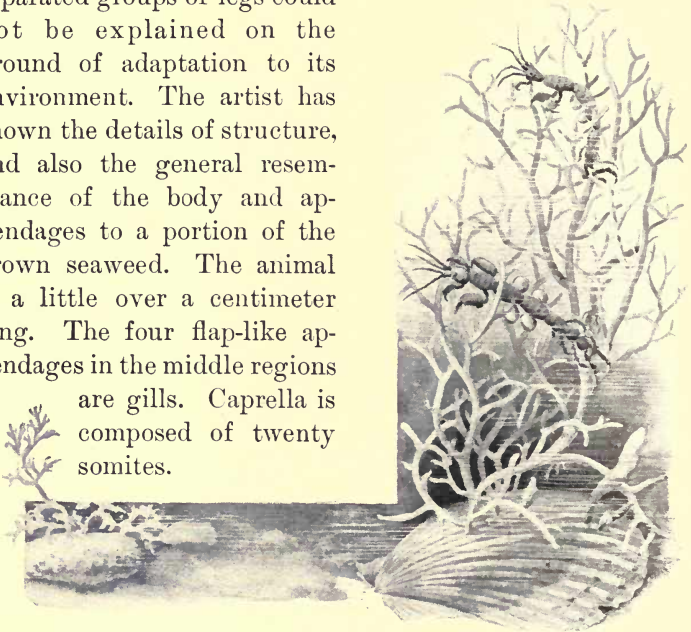 parated groups of legs could
ot be explained on the
round of adaptation to its
nvironment. The artist has
own the details of structure,
nd also the general resem-
ance of the body and ap-
endages to a portion of the
rown seaweed. The animal
a little over a centimeter
ng. The four flap-like ap-
endages in the middle regions
are gills. Caprella is
composed of twenty
somites.